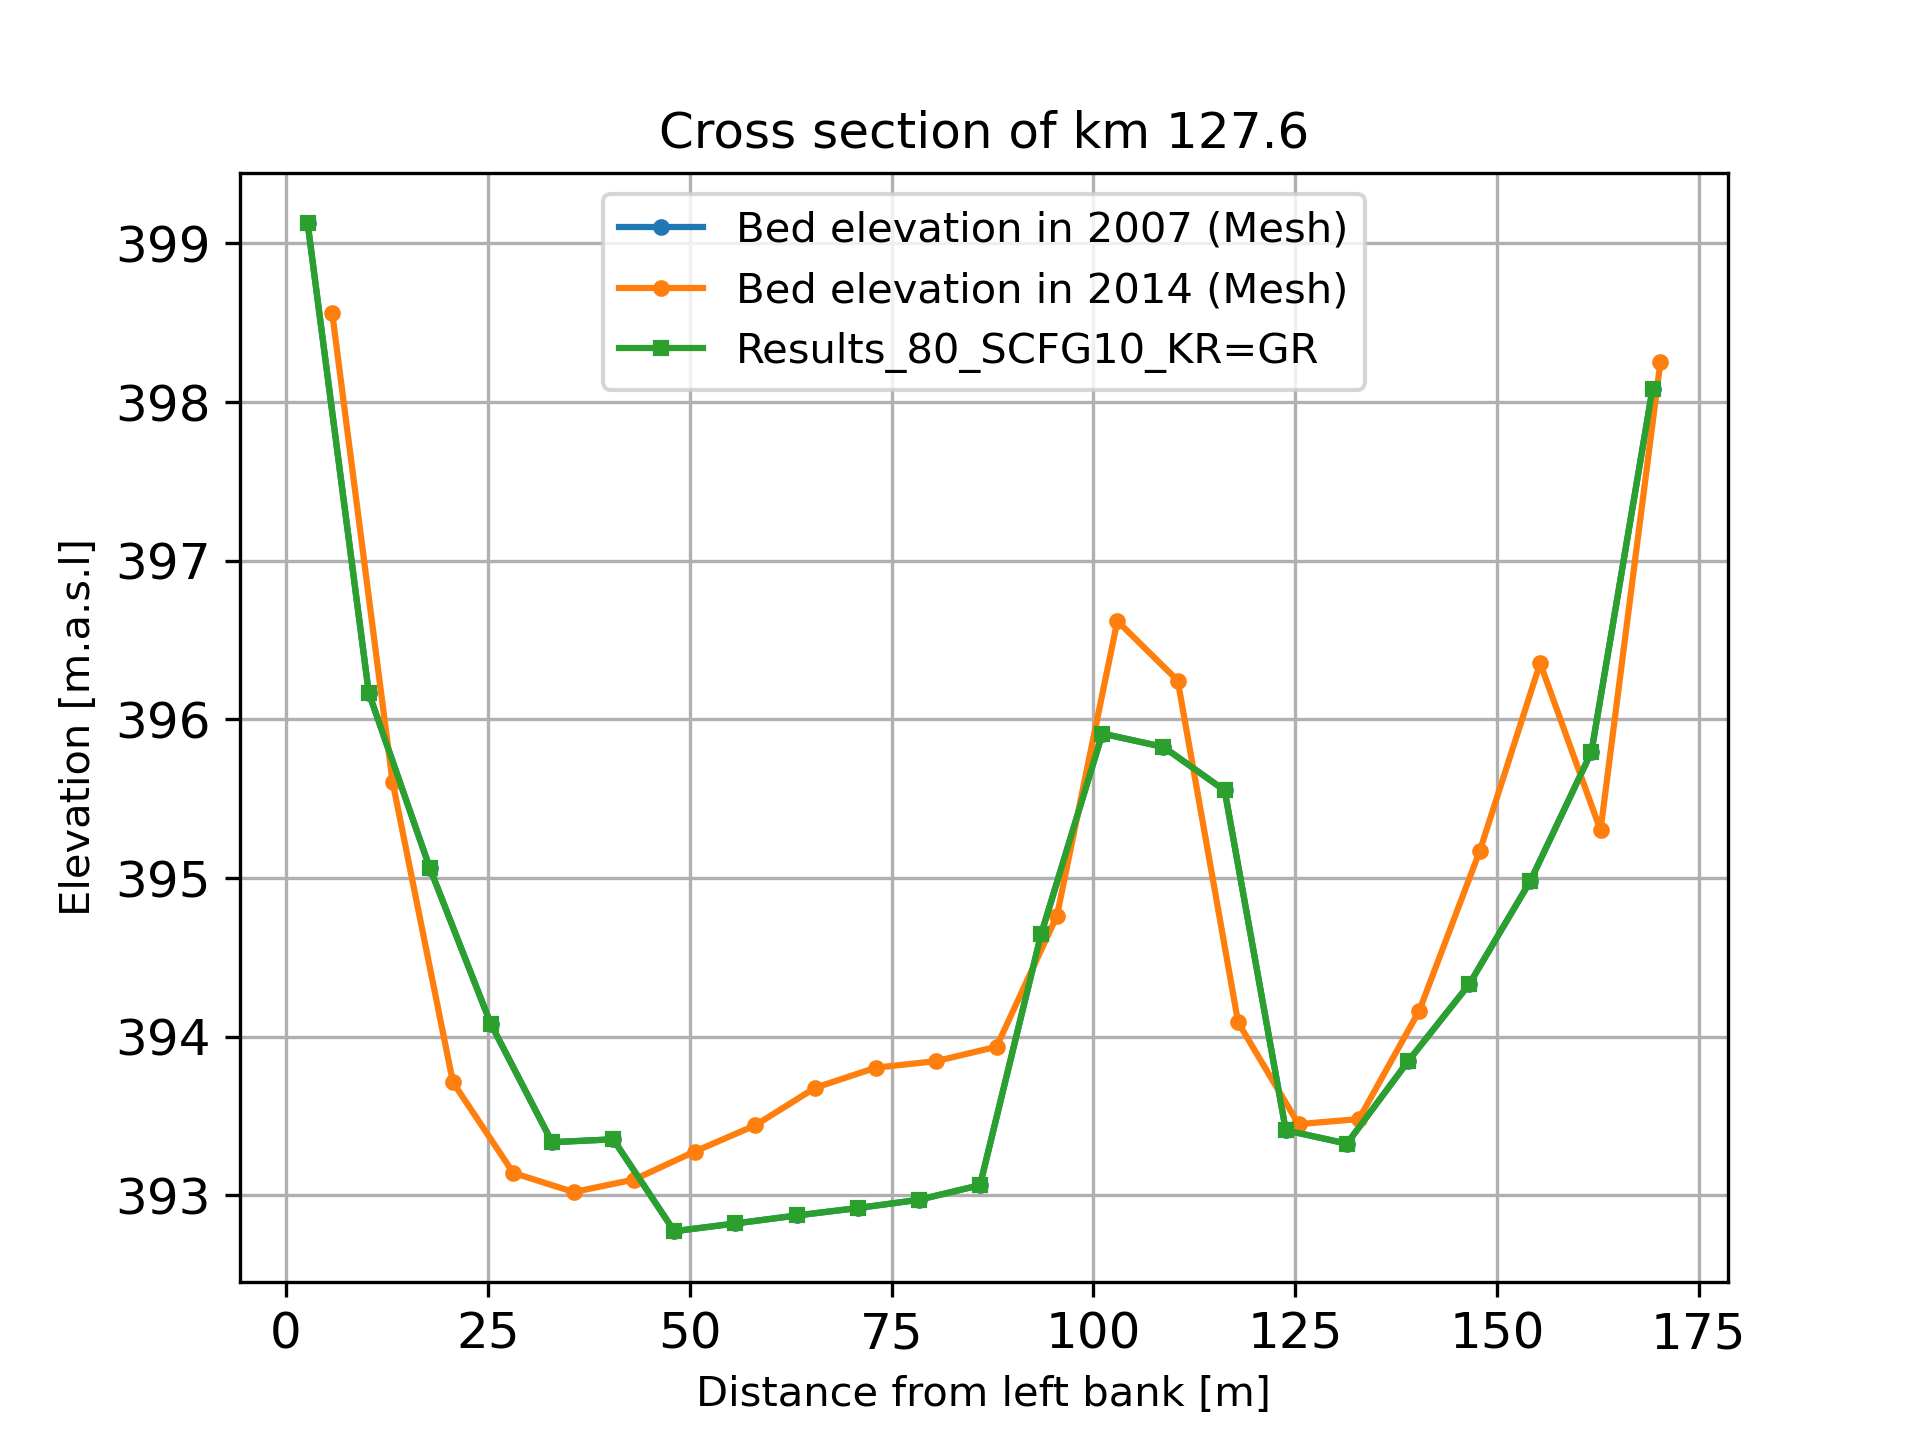 Cross section of km 127.6
Bed elevation in 2007 (Mesh)
Bed elevation in 2014 (Mesh)
Results_80_SCFG10_KR=GR
399
398
397
396
395
394
393
Elevation [m.a.s.l]
0 25 50 75 100 125 150 175
Distance from left bank [m]